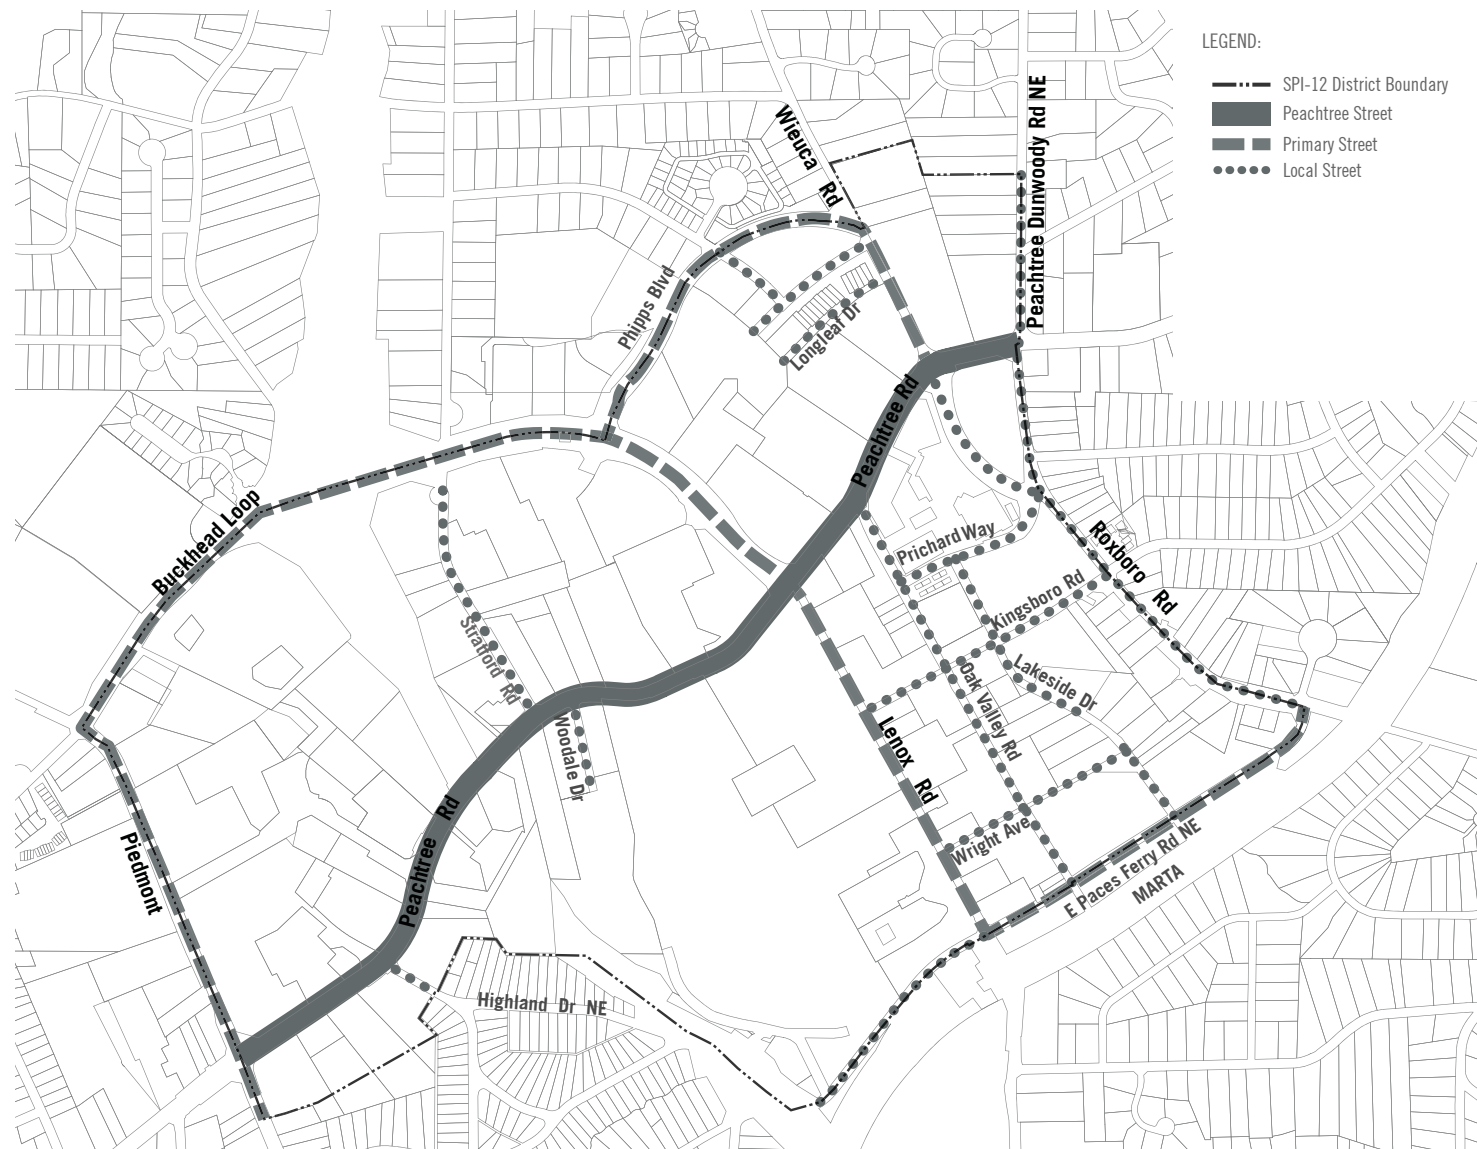 LEGEND:
SPI-12 District Boundary
Peachtree Street
Primary Street
Local Street
Peachtree Dunwoody Rd NE
Wieuca Rd
Phipps Blvd
Longleaf Dr
Peachtree Rd
Buckhead Loop
Prichard Way
Roxboro Rd
Kingsboro Rd
Stratford Rd
Lakeside Dr
Oak Valley Rd
Woodale Dr
Lenox Rd
Peachtree Rd
Wright Ave
Piedmont
E Paces Ferry Rd NE
MARTA
Highland Dr NE